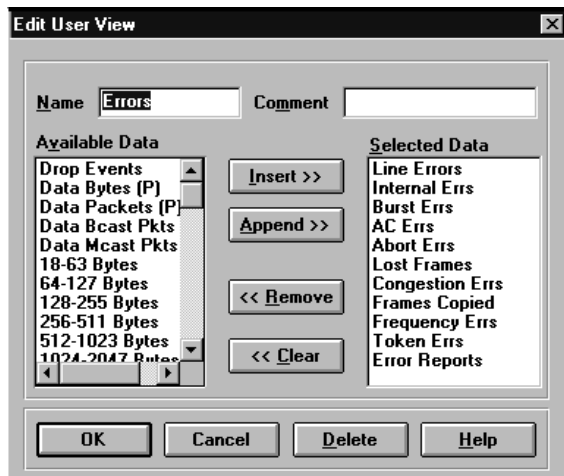 Edit User View
Name Errors Comment
Available Data
Drop Events
Data Bytes (P)
Data Packets (P)
Data Bcast Pkts
Data Mcast Pkts
18-63 Bytes
64-127 Bytes
128-255 Bytes
256-511 Bytes
512-1023 Bytes
1024-2047 Bytes
Insert >>
Append >>
<< Remove
<< Clear
Selected Data
Line Errors
Internal Errs
Burst Errs
AC Errs
Abort Errs
Lost Frames
Congestion Errs
Frames Copied
Frequency Errs
Token Errs
Error Reports
OK Cancel Delete Help